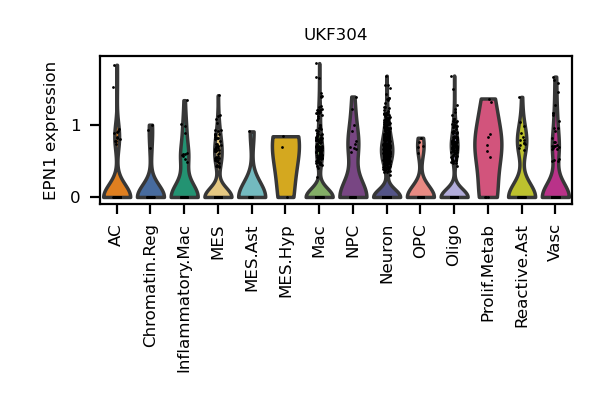 UKF304
EPN1 expression
1
0
AC
Chromatin.Reg
Inflammatory.Mac
MES
MES.Ast
MES.Hyp
Mac
NPC
Neuron
OPC
Oligo
Prolif.Metab
Reactive.Ast
Vasc